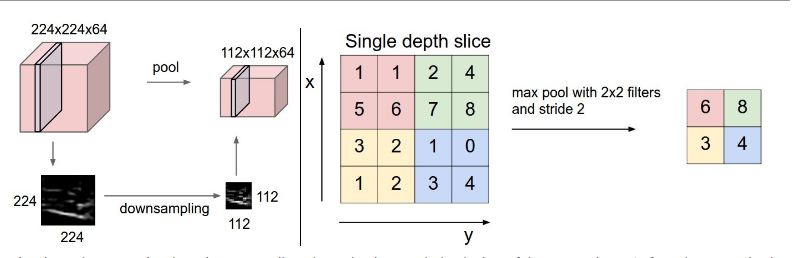 224x224x64
pool
112x112x64
224
224
downsampling
112
112
Single depth slice
x
1 1 2 4
5 6 7 8
3 2 1 0
1 2 3 4
y
max pool with 2x2 filters
and stride 2
6 8
3 4